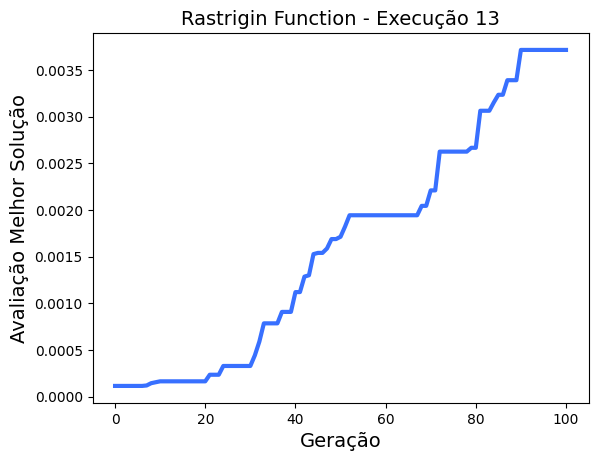 Rastrigin Function - Execução 13
Avaliação Melhor Solução
0.0035
0.0030
0.0025
0.0020
0.0015
0.0010
0.0005
0.0000
0 20 40 60 80 100
Geração